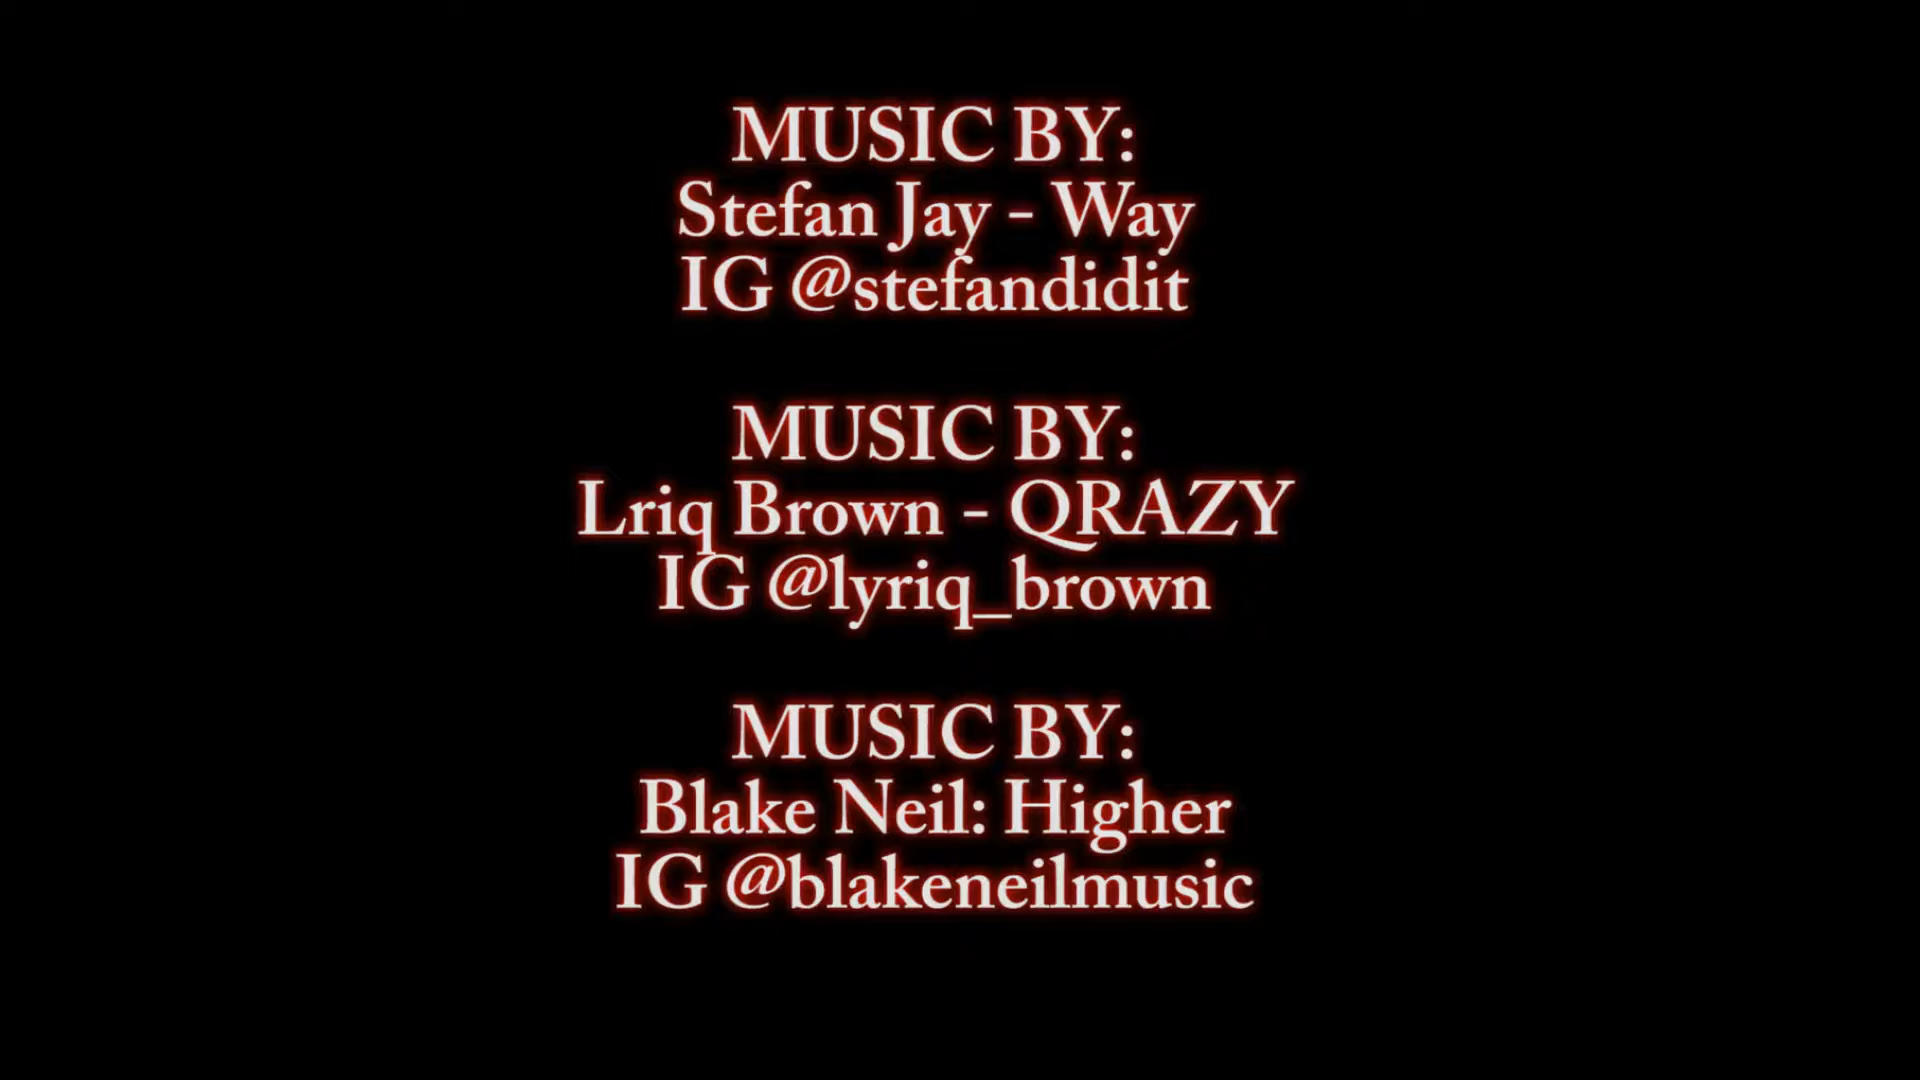 MUSIC BY:
Stefan Jay - Way
IG @stefandidit
MUSIC BY:
Lriq Brown - QRAZY
IG @lyriq_brown
MUSIC BY:
Blake Neil: Higher
IG @blakeneilmusic